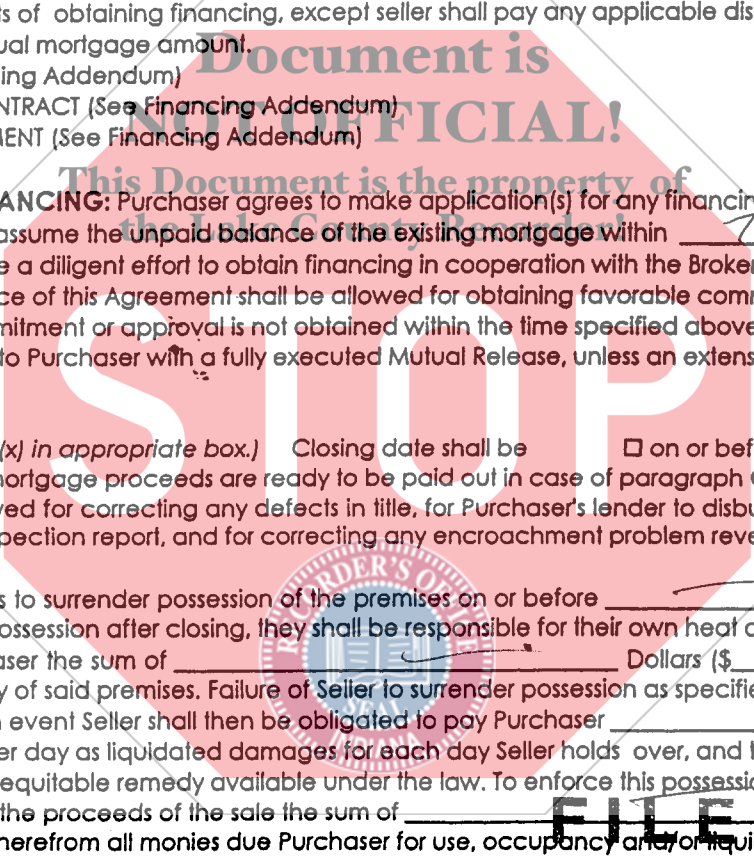 ts of obtaining financing, except seller shall pay any applicable dis
ual mortgage amount.
Document is
ing Addendum)
NTRACT (See Financing Addendum)
NOT OFFICIAL!
MENT (See Financing Addendum)
This Document is the property of
ANCING: Purchaser agrees to make application(s) for any financin
the Lake County Recorder!
assume the unpaid balance of the existing mortgage within
e a diligent effort to obtain financing in cooperation with the Broker
ce of this Agreement shall be allowed for obtaining favorable com
mitment or approval is not obtained within the time specified above
to Purchaser with a fully executed Mutual Release, unless an extens
STOP
(x) in appropriate box.) Closing date shall be ☐ on or bef
mortgage proceeds are ready to be paid out in case of paragraph
ved for correcting any defects in title, for Purchaser's lender to disbu
pection report, and for correcting any encroachment problem reve
RECORDER'S OFFICE
s to surrender possession of the premises on or before
ossession after closing, they shall be responsible for their own heat
aser the sum of Dollars ($
y of said premises. Failure of Seller to surrender possession as specifie
SEAL
n event Seller shall then be obligated to pay Purchaser
INDIANA
er day as liquidated damages for each day Seller holds over, and
equitable remedy available under the law. To enforce this possessi
the proceeds of the sale the sum of
FILE
herefrom all monies due Purchaser for use, occupancy and/or liqui